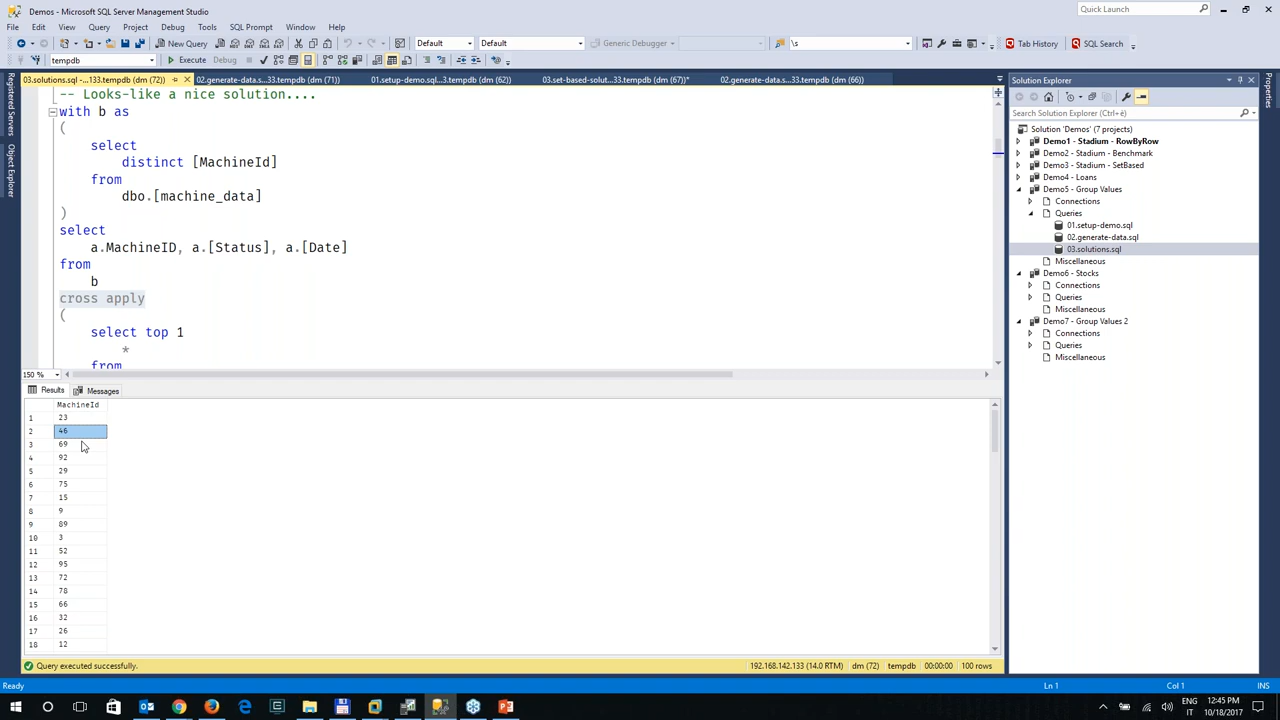 Demos - Microsoft SQL Server Management Studio
Quick Launch
File Edit View Query Project Debug Tools SQL Prompt Window Help
New Query Default Default Generic Debugger \s Tab History SQL Search
tempdb Execute Debug
03.solutions.sql -...133.tempdb (dm (72)) 02.generate-data.s...33.tempdb (dm (71)) 01.setup-demo.sql...3.tempdb (dm (62)) 03.set-based-solut...33.tempdb (dm (67))* 02.generate-data.s...33.tempdb (dm (66))
Registered Servers
Object Explorer
-- Looks-like a nice solution....
with b as
(
select
distinct [MachineId]
from
dbo.[machine_data]
)
select
a.MachineID, a.[Status], a.[Date]
from
b
cross apply
(
select top 1
*
from
150 %
Results Messages
MachineId
1 23
2 46
3 69
4 92
5 29
6 75
7 15
8 9
9 89
10 3
11 52
12 95
13 72
14 78
15 66
16 32
17 26
18 12
Query executed successfully. 192.168.142.133 (14.0 RTM) dm (72) tempdb 00:00:00 100 rows
Solution Explorer
Search Solution Explorer (Ctrl+è)
Solution 'Demos' (7 projects)
Demo1 - Stadium - RowByRow
Demo2 - Stadium - Benchmark
Demo3 - Stadium - SetBased
Demo4 - Loans
Demo5 - Group Values
Connections
Queries
01.setup-demo.sql
02.generate-data.sql
03.solutions.sql
Miscellaneous
Demo6 - Stocks
Connections
Queries
Miscellaneous
Demo7 - Group Values 2
Connections
Queries
Miscellaneous
Properties
Ready Ln 1 Col 1 INS
ENG
IT
12:45 PM
10/18/2017